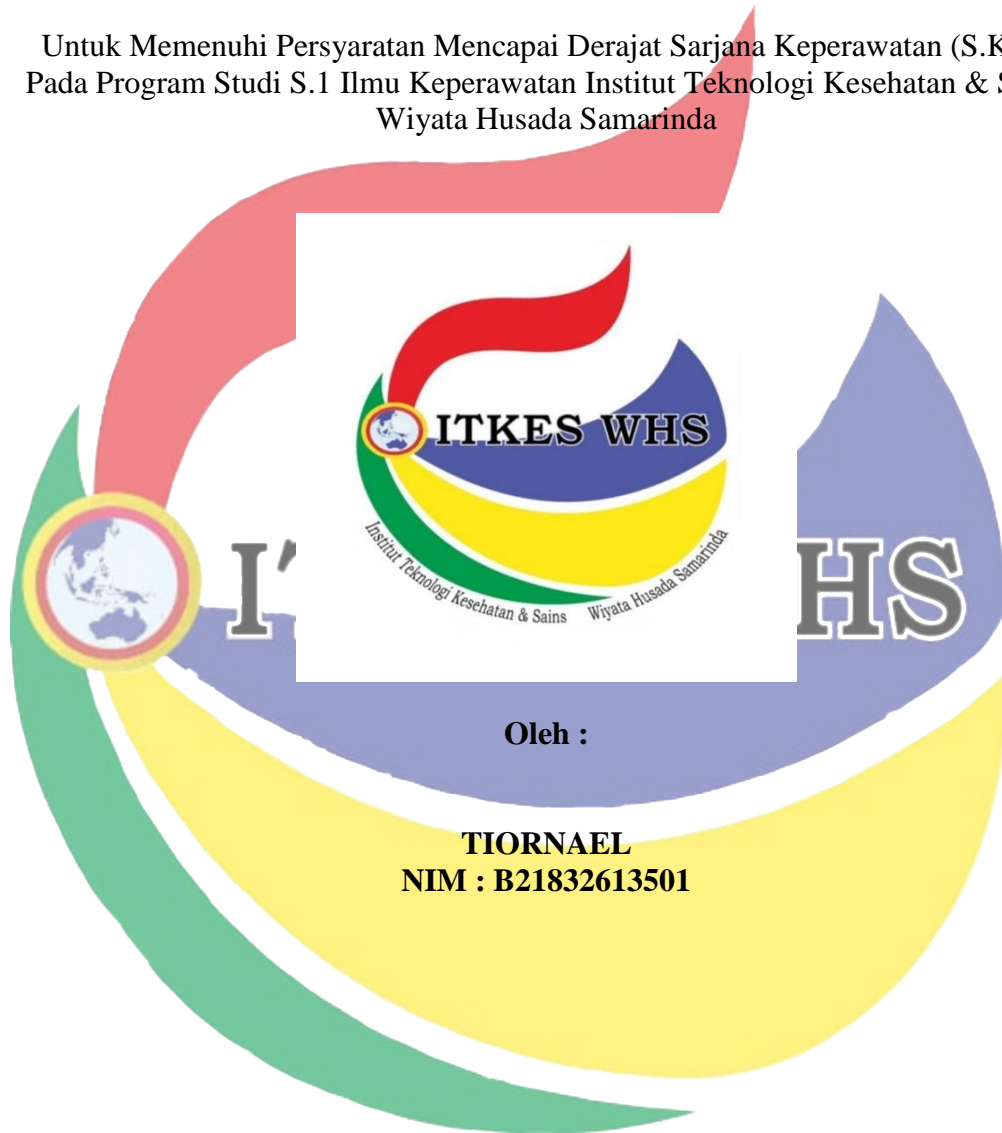 Untuk Memenuhi Persyaratan Mencapai Derajat Sarjana Keperawatan (S.K
Pada Program Studi S.1 Ilmu Keperawatan Institut Teknologi Kesehatan & S
Wiyata Husada Samarinda
ITKES WHS
Institut Teknologi Kesehatan & Sains Wiyata Husada Samarinda
HS
Oleh :
TIORNAEL
NIM : B21832613501